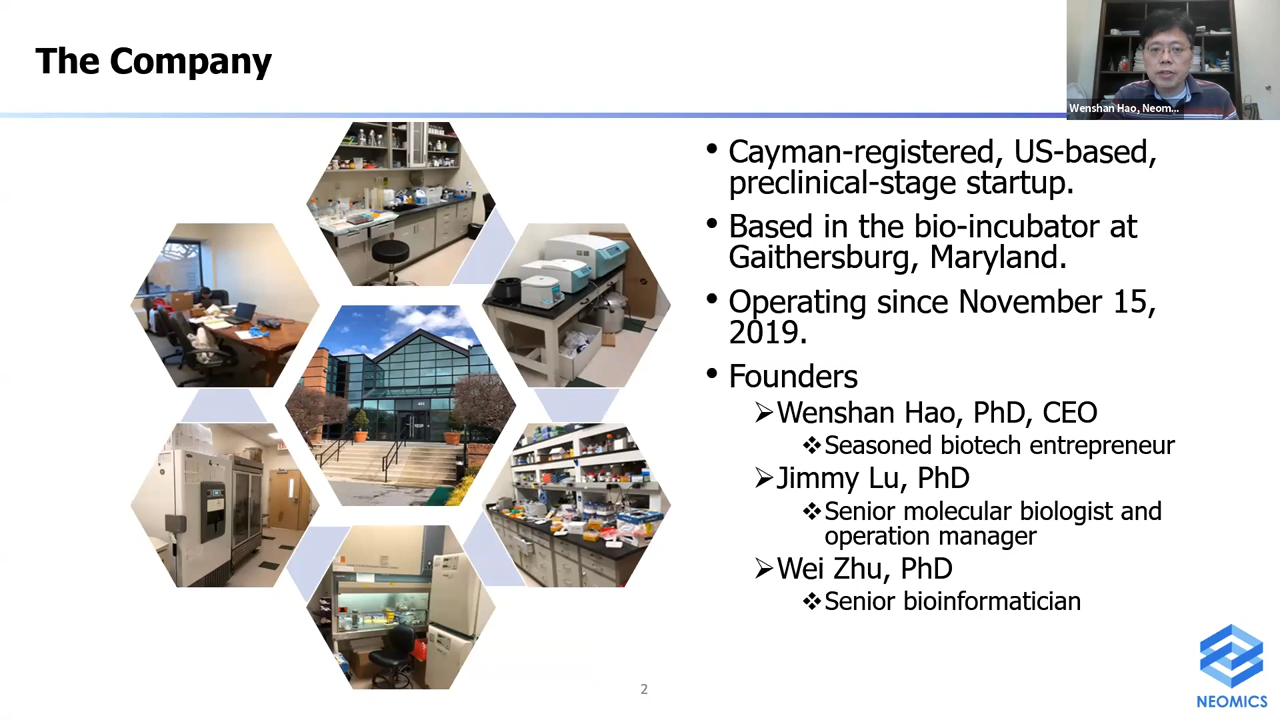 The Company
Wenshan Hao, Neom...
• Cayman-registered, US-based,
preclinical-stage startup.
• Based in the bio-incubator at
Gaithersburg, Maryland.
• Operating since November 15,
2019.
• Founders
➢Wenshan Hao, PhD, CEO
❖Seasoned biotech entrepreneur
➢Jimmy Lu, PhD
❖Senior molecular biologist and
operation manager
➢Wei Zhu, PhD
❖Senior bioinformatician
2
NEOMICS